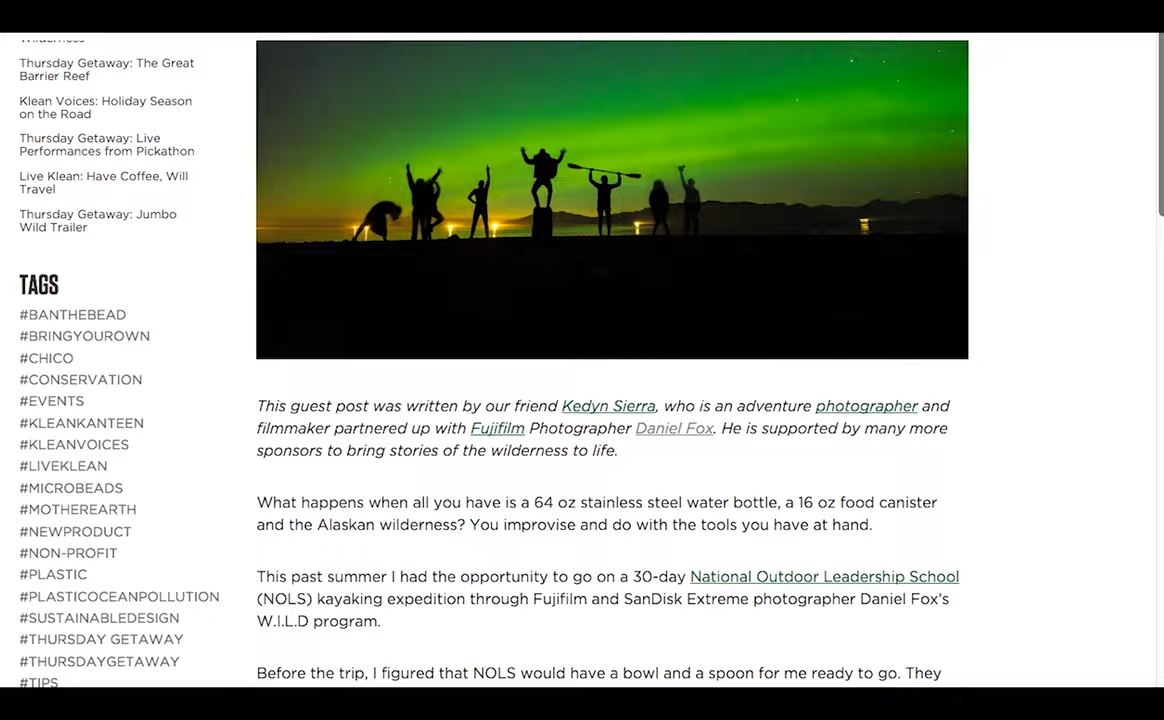 Wilderness
Thursday Getaway: The Great
Barrier Reef
Klean Voices: Holiday Season
on the Road
Thursday Getaway: Live
Performances from Pickathon
Live Klean: Have Coffee, Will
Travel
Thursday Getaway: Jumbo
Wild Trailer
TAGS
#BANTHEBEAD
#BRINGYOUROWN
#CHICO
#CONSERVATION
#EVENTS
#KLEANKANTEEN
#KLEANVOICES
#LIVEKLEAN
#MICROBEADS
#MOTHEREARTH
#NEWPRODUCT
#NON-PROFIT
#PLASTIC
#PLASTICOCEANPOLLUTION
#SUSTAINABLEDESIGN
#THURSDAY GETAWAY
#THURSDAYGETAWAY
#TIPS
This guest post was written by our friend Kedyn Sierra, who is an adventure photographer and
filmmaker partnered up with Fujifilm Photographer Daniel Fox. He is supported by many more
sponsors to bring stories of the wilderness to life.
What happens when all you have is a 64 oz stainless steel water bottle, a 16 oz food canister
and the Alaskan wilderness? You improvise and do with the tools you have at hand.
This past summer I had the opportunity to go on a 30-day National Outdoor Leadership School
(NOLS) kayaking expedition through Fujifilm and SanDisk Extreme photographer Daniel Fox's
W.I.L.D program.
Before the trip, I figured that NOLS would have a bowl and a spoon for me ready to go. They